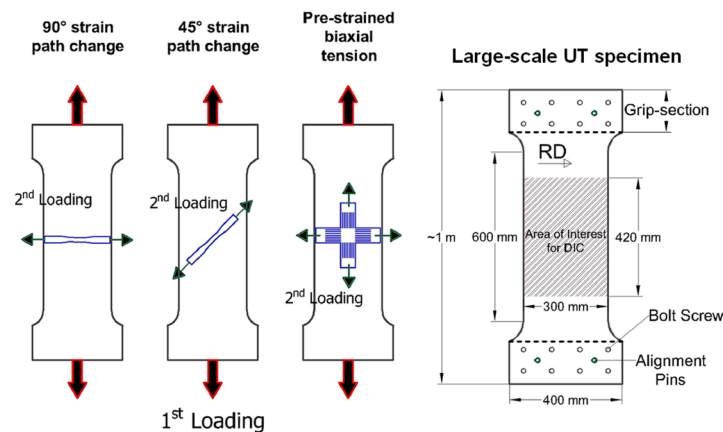 90° strain
path change
45° strain
path change
Pre-strained
biaxial
tension
2nd Loading
2nd Loading
2nd Loading
1st Loading
Large-scale UT specimen
Grip-section
RD
~1 m
600 mm
Area of Interest
for DIC
420 mm
300 mm
Bolt Screw
Alignment
Pins
400 mm